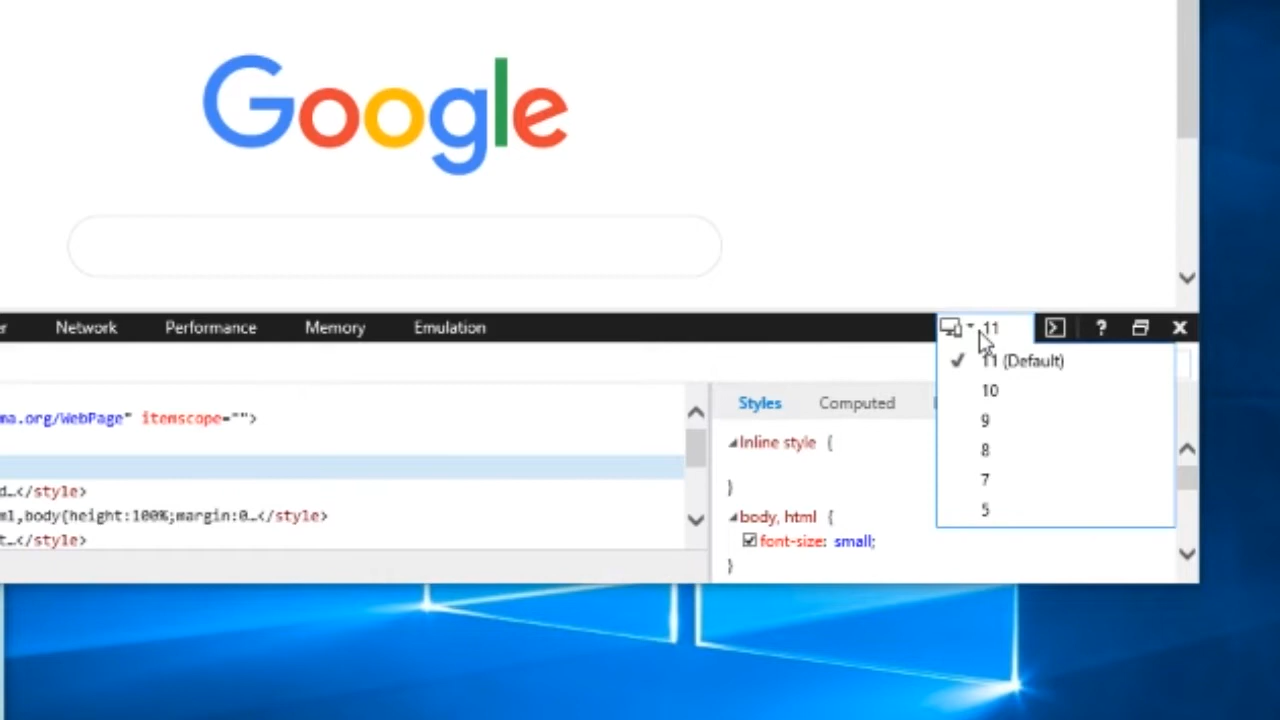 Google
r Network Performance Memory Emulation 11 ?
11 (Default)
10
9
8
7
5
ma.org/WebPage" itemscope="">
d…</style>
ml,body{height:100%;margin:0…</style>
t…</style>
Styles Computed
Inline style {
}
body, html {
font-size: small;
}